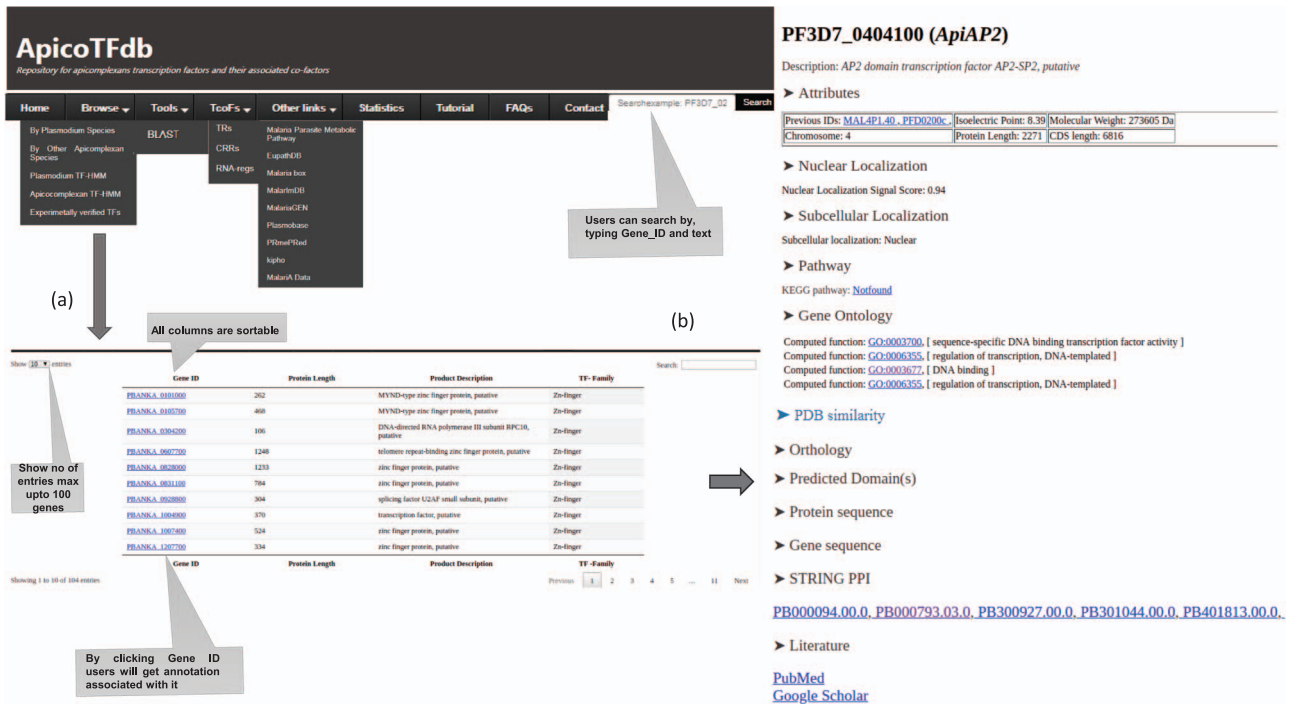 ApicoTFdb
Repository for apicomplexans transcription factors and their associated co-factors
Home Browse Tools TcoFs Other links Statistics Tutorial FAQs Contact Searchexample: PF3D7_02 Search
By Plasmodium Species
By Other Apicomplexan
Species
Plasmodium TF-HMM
Apicocomplexan TF-HMM
Experimetally verified TFs
BLAST
TRs
CRRs
RNA-regs
Malaria Parasite Metabolic
Pathway
EupathDB
Malaria box
MalarImDB
MalariaGEN
Plasmobase
PRmePRed
kipho
MalariA Data
Users can search by,
typing Gene_ID and text
(a)
All columns are sortable
(b)
Show 10 entries
Search:
Gene ID Protein Length Product Description TF- Family
PBANKA_0101000 262 MYND-type zinc finger protein, putative Zn-finger
PBANKA_0105700 460 MYND-type zinc finger protein, putative Zn-finger
PBANKA_0304200 106 DNA-directed RNA polymerase III subunit RPC10,
putative Zn-finger
PBANKA_0607700 1248 telomere repeat-binding zinc finger protein, putative Zn-finger
PBANKA_0828000 1233 zinc finger protein, putative Zn-finger
PBANKA_0831100 784 zinc finger protein, putative Zn-finger
PBANKA_0928800 304 splicing factor U2AF small subunit, putative Zn-finger
PBANKA_1004900 370 transcription factor, putative Zn-finger
PBANKA_1007400 524 zinc finger protein, putative Zn-finger
PBANKA_1207700 334 zinc finger protein, putative Zn-finger
Gene ID Protein Length Product Description TF -Family
Showing 1 to 10 of 104 entries
Previous 1 2 3 4 5 ... 11 Next
Show no of
entries max
upto 100
genes
By clicking Gene ID
users will get annotation
associated with it
PF3D7_0404100 (ApiAP2)
Description: AP2 domain transcription factor AP2-SP2, putative
➤ Attributes
Previous IDs: MAL4P1.40 , PFD0200c , Isoelectric Point: 8.39 Molecular Weight: 273605 Da
Chromosome: 4 Protein Length: 2271 CDS length: 6816
➤ Nuclear Localization
Nuclear Localization Signal Score: 0.94
➤ Subcellular Localization
Subcellular localization: Nuclear
➤ Pathway
KEGG pathway: Notfound
➤ Gene Ontology
Computed function: GO:0003700, [ sequence-specific DNA binding transcription factor activity ]
Computed function: GO:0006355, [ regulation of transcription, DNA-templated ]
Computed function: GO:0003677, [ DNA binding ]
Computed function: GO:0006355, [ regulation of transcription, DNA-templated ]
➤ PDB similarity
➤ Orthology
➤ Predicted Domain(s)
➤ Protein sequence
➤ Gene sequence
➤ STRING PPI
PB000094.00.0, PB000793.03.0, PB300927.00.0, PB301044.00.0, PB401813.00.0,
➤ Literature
PubMed
Google Scholar